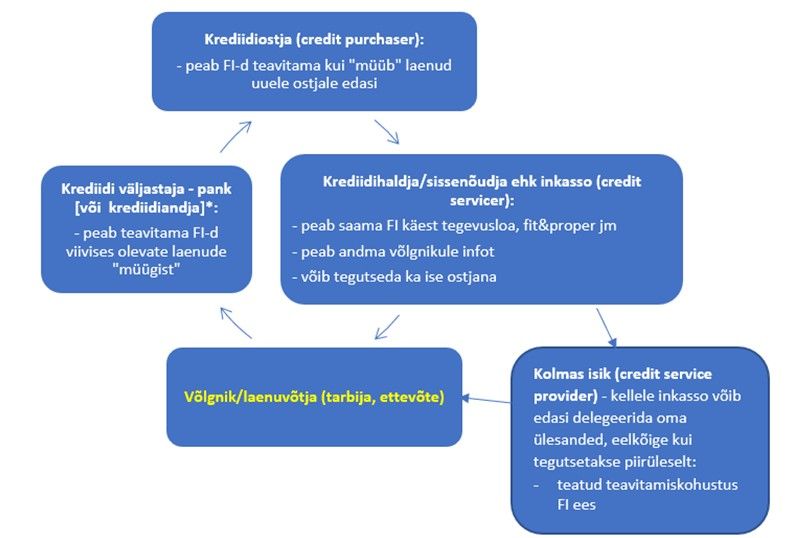 Krediidiostja (credit purchaser):
- peab FI-d teavitama kui "müüb" laenud
uuele ostjale edasi
Krediidi väljastaja - pank
[või krediidiandja]*:
- peab teavitama FI-d
viivises olevate laenude
"müügist"
Krediidihaldja/sissenõudja ehk inkasso (credit
servicer):
- peab saama FI käest tegevusloa, fit&proper jm
- peab andma võlgnikule infot
- võib tegutseda ka ise ostjana
Võlgnik/laenuvõtja (tarbija, ettevõte)
Kolmas isik (credit service
provider) - kellele inkasso võib
edasi delegeerida oma
ülesanded, eelkõige kui
tegutsetakse piirüleselt:
- teatud teavitamiskohustus
FI ees